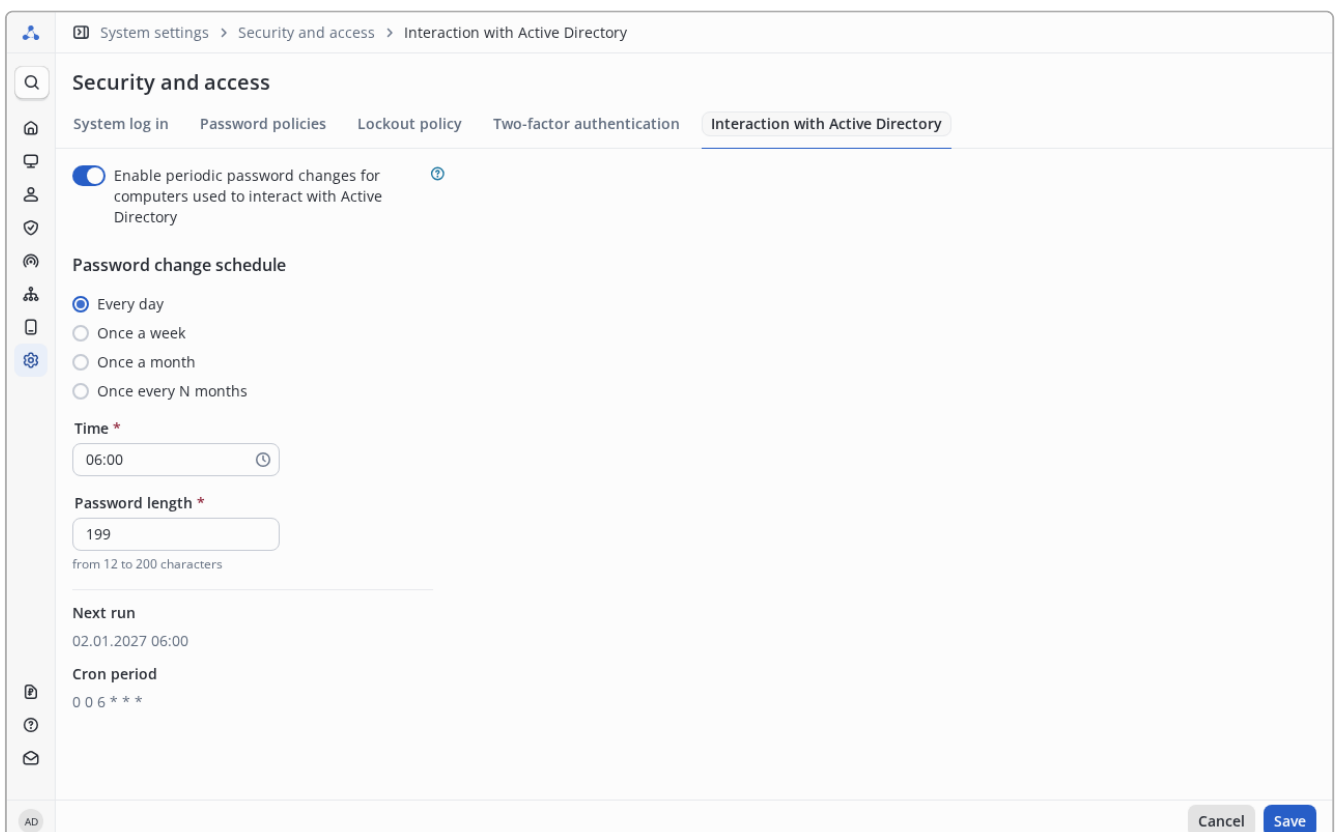 System settings > Security and access > Interaction with Active Directory
Security and access
System log in Password policies Lockout policy Two-factor authentication Interaction with Active Directory
Enable periodic password changes for
computers used to interact with Active
Directory
Password change schedule
Every day
Once a week
Once a month
Once every N months
Time *
06:00
Password length *
199
from 12 to 200 characters
Next run
02.01.2027 06:00
Cron period
0 0 6 * * *
AD
Cancel Save